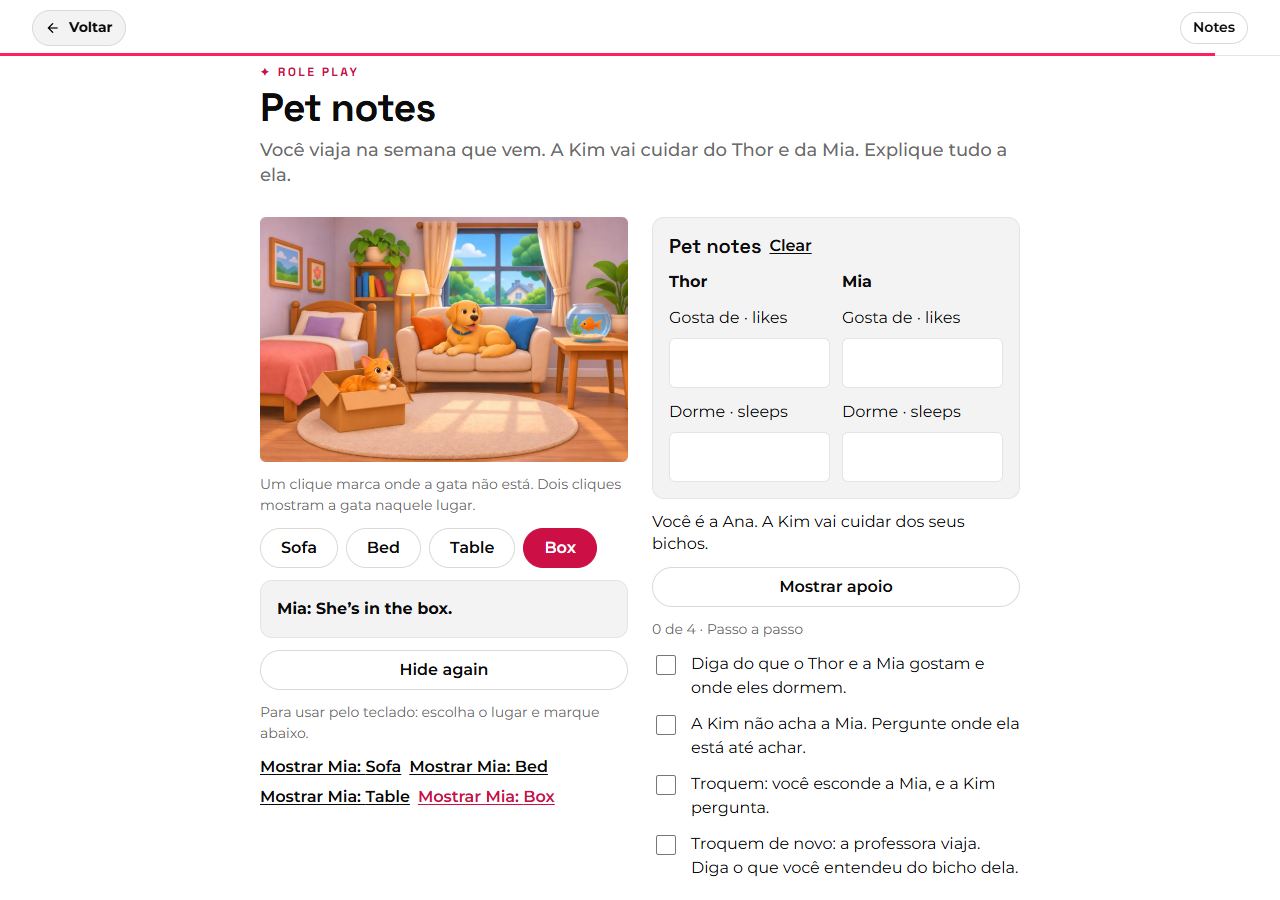 ← Voltar
Notes
✦ ROLE PLAY
Pet notes
Você viaja na semana que vem. A Kim vai cuidar do Thor e da Mia. Explique tudo a
ela.
Um clique marca onde a gata não está. Dois cliques
mostram a gata naquele lugar.
Sofa
Bed
Table
Box
Mia: She’s in the box.
Hide again
Para usar pelo teclado: escolha o lugar e marque
abaixo.
Mostrar Mia: Sofa Mostrar Mia: Bed
Mostrar Mia: Table Mostrar Mia: Box
Pet notes Clear
Thor
Mia
Gosta de · likes
Gosta de · likes
Dorme · sleeps
Dorme · sleeps
Você é a Ana. A Kim vai cuidar dos seus
bichos.
Mostrar apoio
0 de 4 · Passo a passo
Diga do que o Thor e a Mia gostam e
onde eles dormem.
A Kim não acha a Mia. Pergunte onde ela
está até achar.
Troquem: você esconde a Mia, e a Kim
pergunta.
Troquem de novo: a professora viaja.
Diga o que você entendeu do bicho dela.